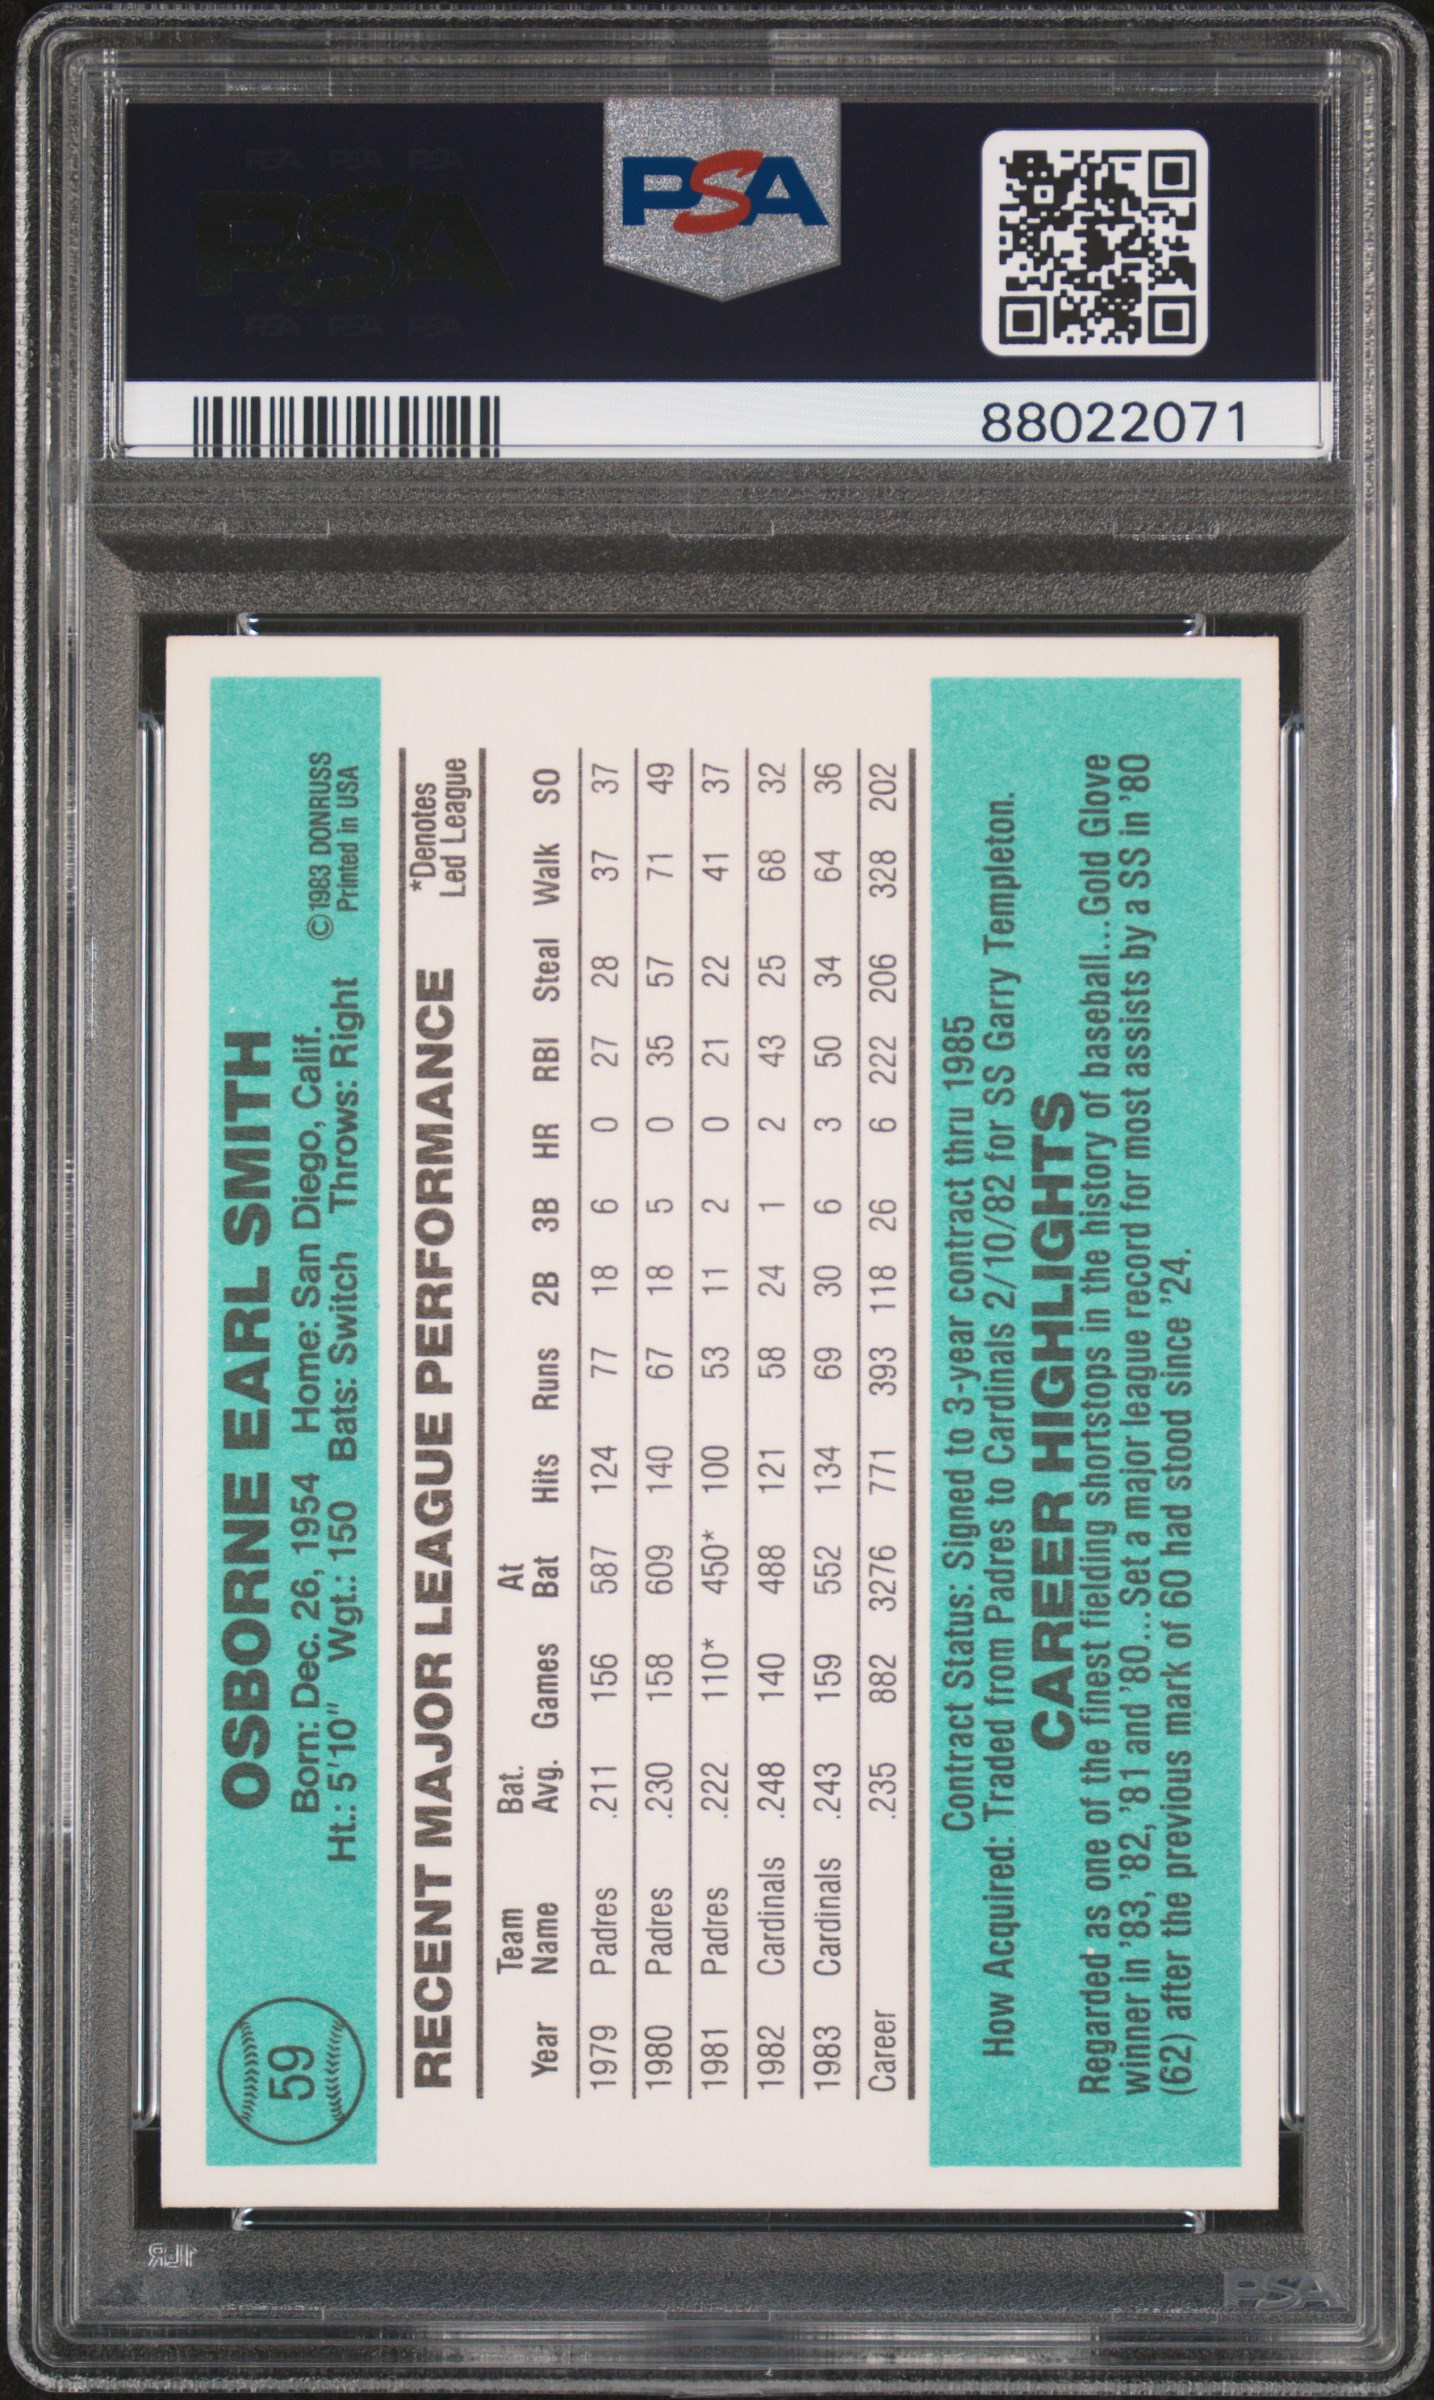 PSA PSA PSA
PSA
PSA PSA PSA
PSA
88022071
59
OSBORNE EARL SMITH
Born: Dec. 26, 1954 Home: San Diego, Calif.
Ht.: 5'10" Wgt.: 150 Bats: Switch Throws: Right
©1983 DONRUSS
Printed in USA
RECENT MAJOR LEAGUE PERFORMANCE
*Denotes
Led League
Year Team Name Bat. Avg. Games At Bat Hits Runs 2B 3B HR RBI Steal Walk SO
1979 Padres .211 156 587 124 77 18 6 0 27 28 37 37
1980 Padres .230 158 609 140 67 18 5 0 35 57 71 49
1981 Padres .222 110* 450* 100 53 11 2 0 21 22 41 37
1982 Cardinals .248 140 488 121 58 24 1 2 43 25 68 32
1983 Cardinals .243 159 552 134 69 30 6 3 50 34 64 36
Career .235 882 3276 771 393 118 26 6 222 206 328 202
Contract Status: Signed to 3-year contract thru 1985
How Acquired: Traded from Padres to Cardinals 2/10/82 for SS Garry Templeton.
CAREER HIGHLIGHTS
Regarded as one of the finest fielding shortstops in the history of baseball...Gold Glove
winner in '83, '82, '81 and '80...Set a major league record for most assists by a SS in '80
(62) after the previous mark of 60 had stood since '24.
PSA